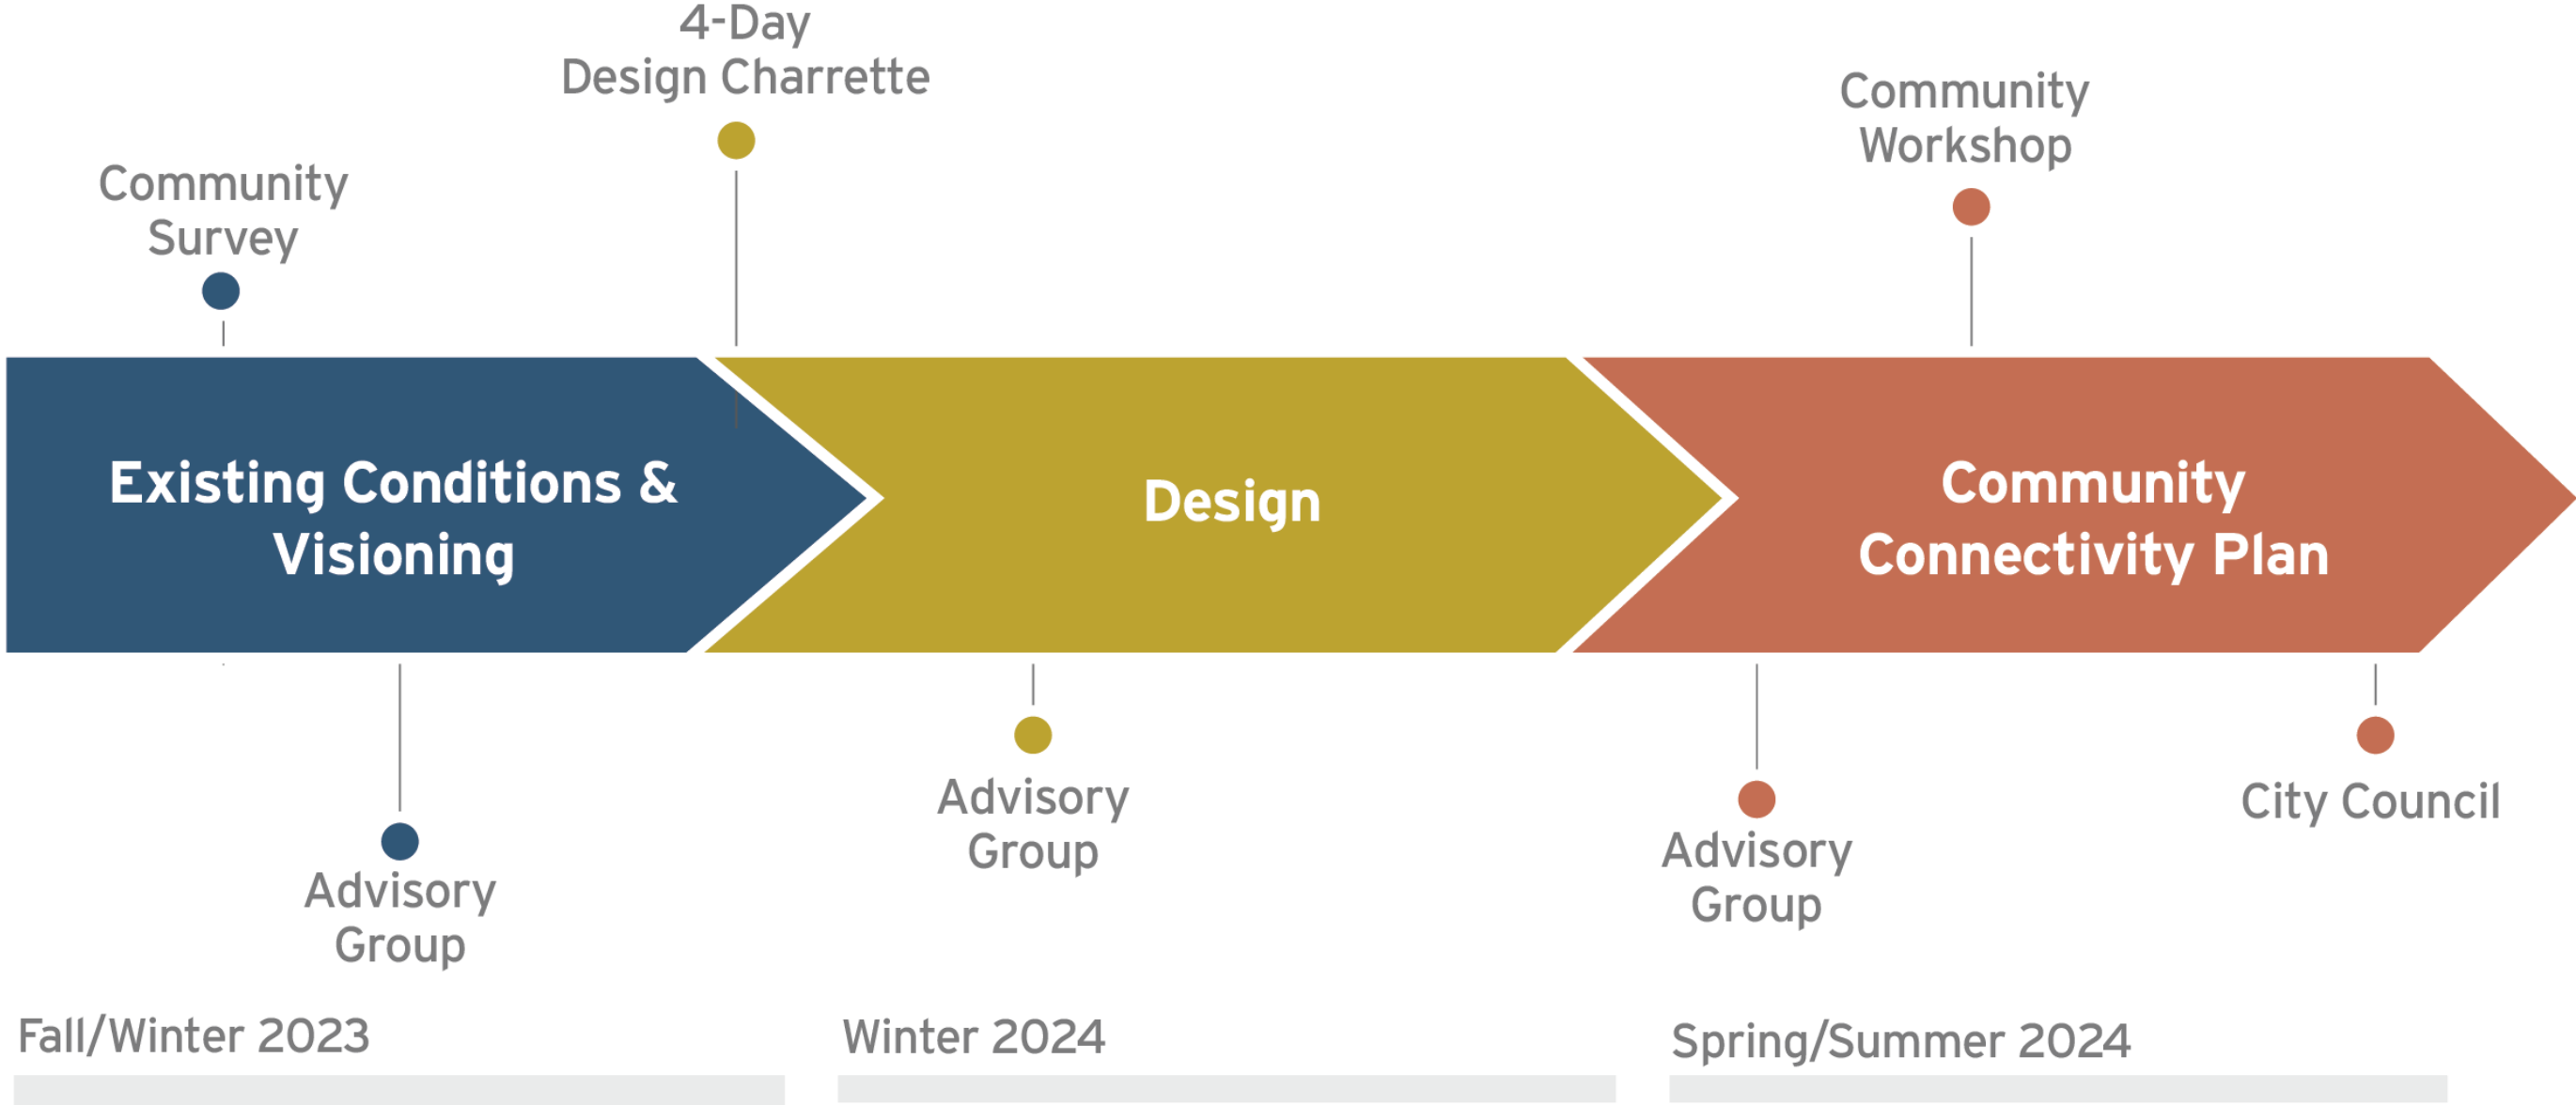 4-Day
Design Charrette
Community
Workshop
Community
Survey
Existing Conditions &
Visioning
Design
Community
Connectivity Plan
Advisory
Group
Advisory
Group
Advisory
Group
City Council
Fall/Winter 2023
Winter 2024
Spring/Summer 2024